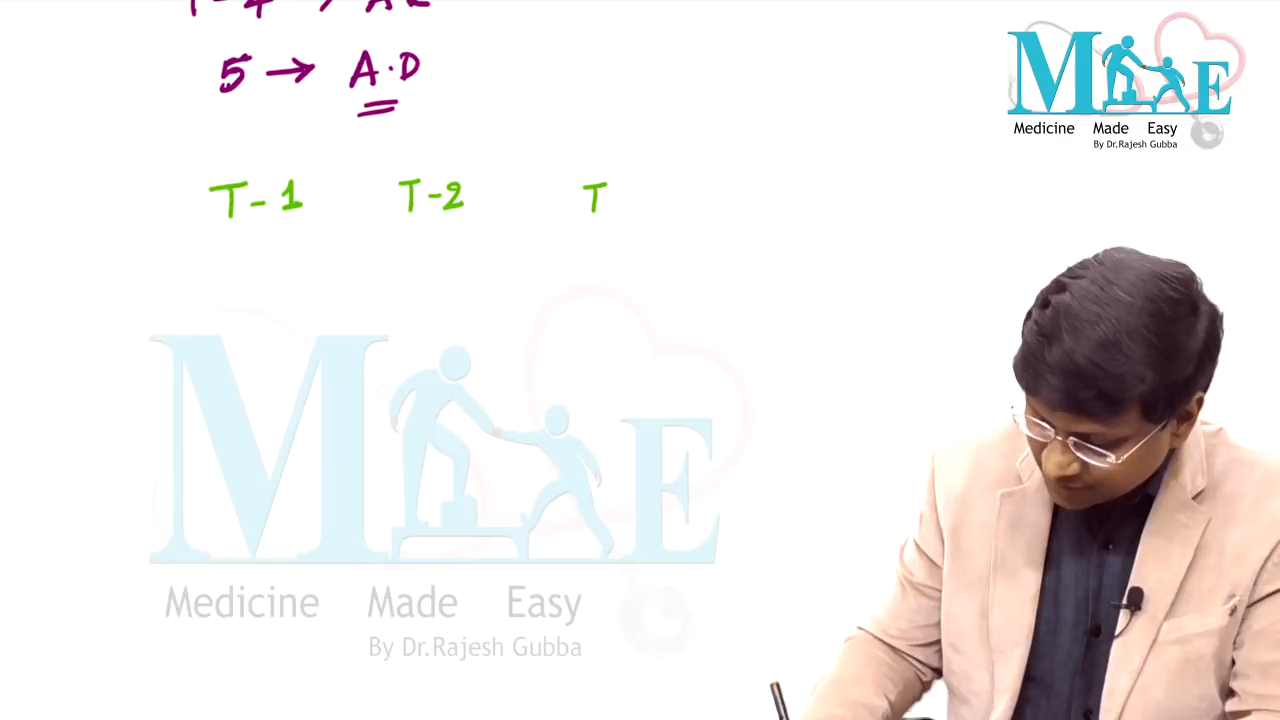 5 → A.D
T-1 T-2 T
M E
Medicine Made Easy
By Dr.Rajesh Gubba
M E
Medicine Made Easy
By Dr.Rajesh Gubba